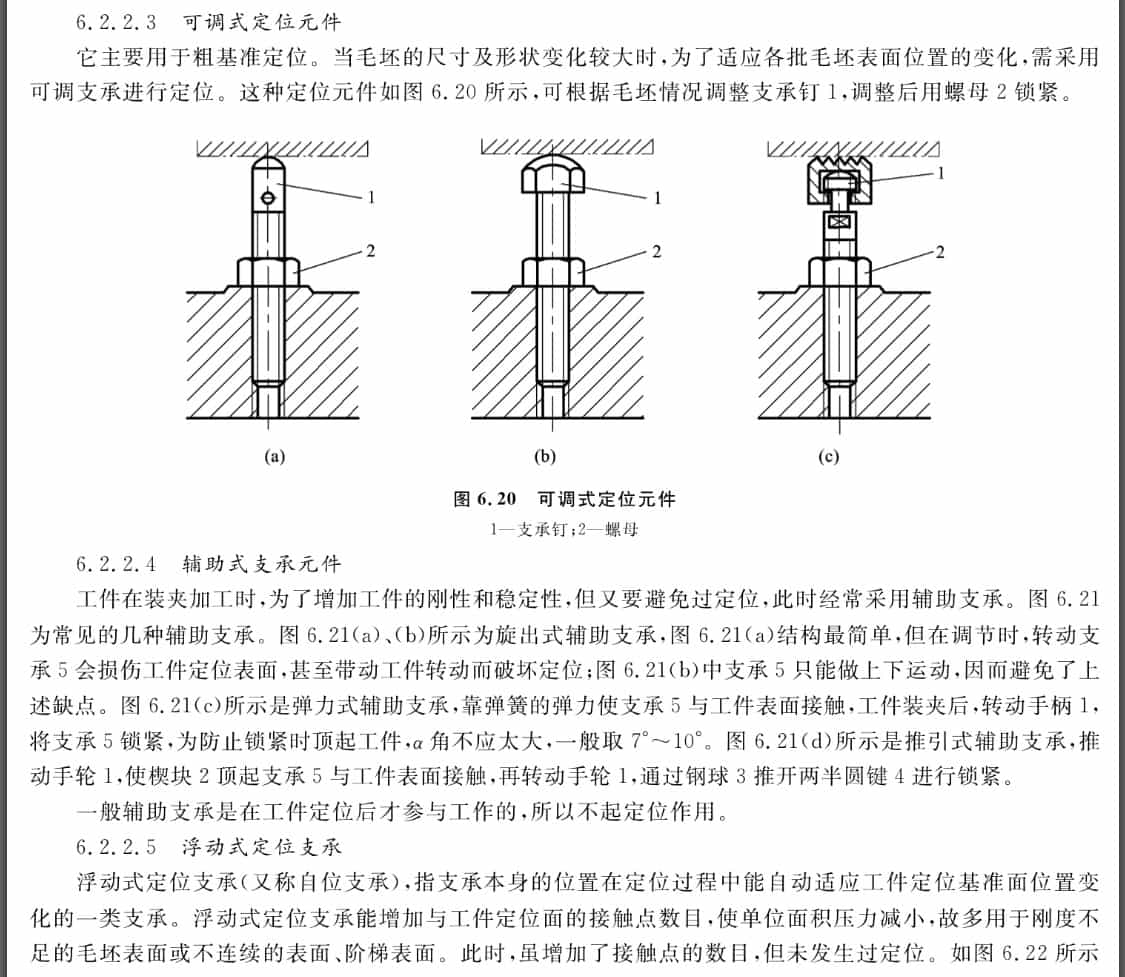 6.2.2.3 可调式定位元件
它主要用于粗基准定位。当毛坯的尺寸及形状变化较大时,为了适应各批毛坯表面位置的变化,需采用
可调支承进行定位。这种定位元件如图 6.20 所示,可根据毛坯情况调整支承钉 1,调整后用螺母 2 锁紧。
1
2
1
2
1
2
(a)
(b)
(c)
图 6.20 可调式定位元件
1—支承钉;2—螺母
6.2.2.4 辅助式支承元件
工件在装夹加工时,为了增加工件的刚性和稳定性,但又要避免过定位,此时经常采用辅助支承。图 6.21
为常见的几种辅助支承。图 6.21(a)、(b)所示为旋出式辅助支承,图 6.21(a)结构最简单,但在调节时,转动支
承 5 会损伤工件定位表面,甚至带动工件转动而破坏定位;图 6.21(b)中支承 5 只能做上下运动,因而避免了上
述缺点。图 6.21(c)所示是弹力式辅助支承,靠弹簧的弹力使支承 5 与工件表面接触,工件装夹后,转动手柄 1,
将支承 5 锁紧,为防止锁紧时顶起工件,α 角不应太大,一般取 7°～10°。图 6.21(d)所示是推引式辅助支承,推
动手轮 1,使楔块 2 顶起支承 5 与工件表面接触,再转动手轮 1,通过钢球 3 推开两半圆键 4 进行锁紧。
一般辅助支承是在工件定位后才参与工作的,所以不起定位作用。
6.2.2.5 浮动式定位支承
浮动式定位支承(又称自位支承),指支承本身的位置在定位过程中能自动适应工件定位基准面位置变
化的一类支承。浮动式定位支承能增加与工件定位面的接触点数目,使单位面积压力减小,故多用于刚度不
足的毛坯表面或不连续的表面、阶梯表面。此时,虽增加了接触点的数目,但未发生过定位。如图 6.22 所示